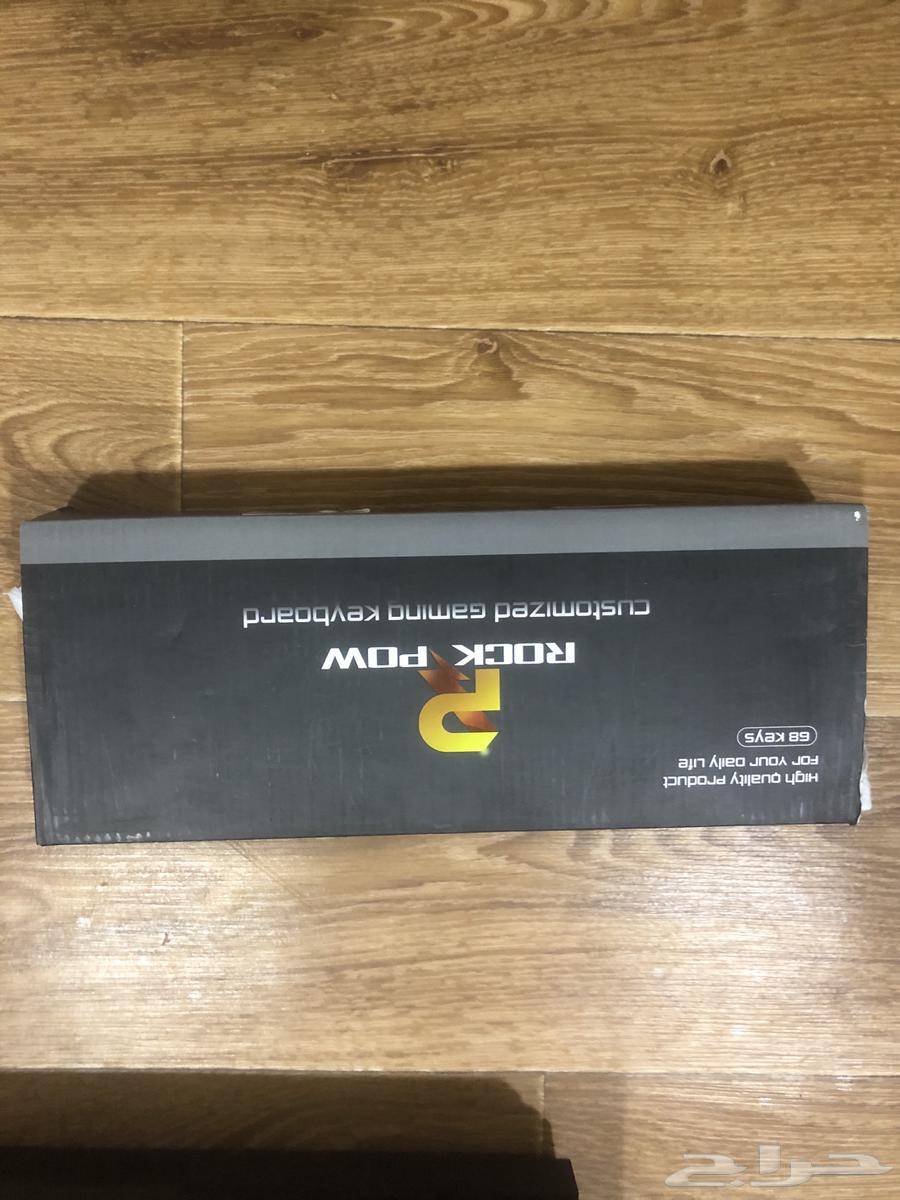 High Quality Product
For Your Daily Life
68 Keys
ROCK POW
Customized Gaming Keyboard
حراج